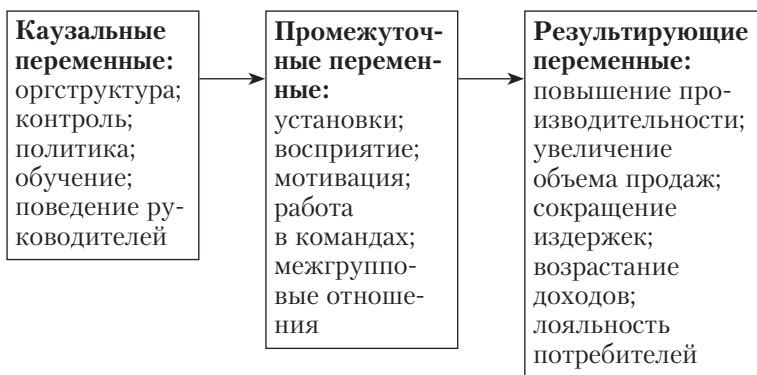 Каузальные
переменные:
оргструктура;
контроль;
политика;
обучение;
поведение ру-
ководителей
Промежуточ-
ные перемен-
ные:
установки;
восприятие;
мотивация;
работа
в командах;
межгруппо-
вые отноше-
ния
Результирующие
переменные:
повышение про-
изводительности;
увеличение
объема продаж;
сокращение
издержек;
возрастание
доходов;
лояльность
потребителей